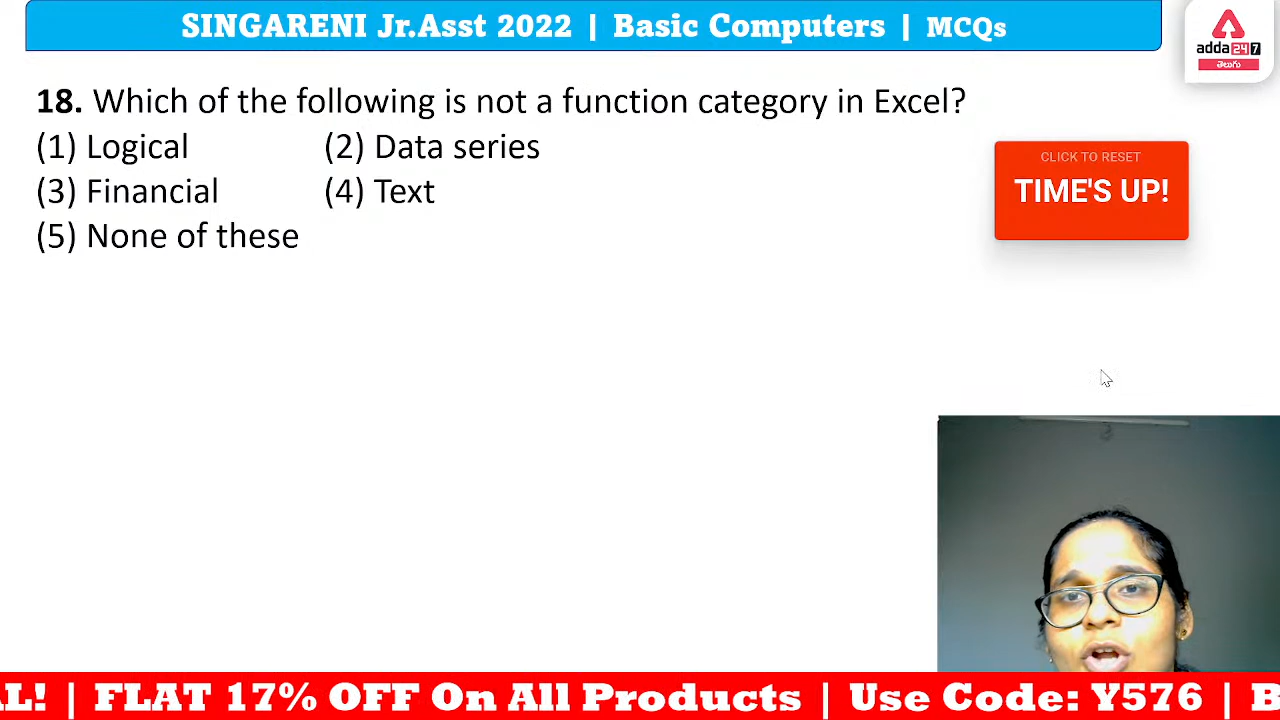 SINGARENI Jr.Asst 2022 | Basic Computers | MCQs
adda247
తెలుగు
18. Which of the following is not a function category in Excel?
(1) Logical (2) Data series
(3) Financial (4) Text
(5) None of these
CLICK TO RESET
TIME'S UP!
AL! | FLAT 17% OFF On All Products | Use Code: Y576 | B